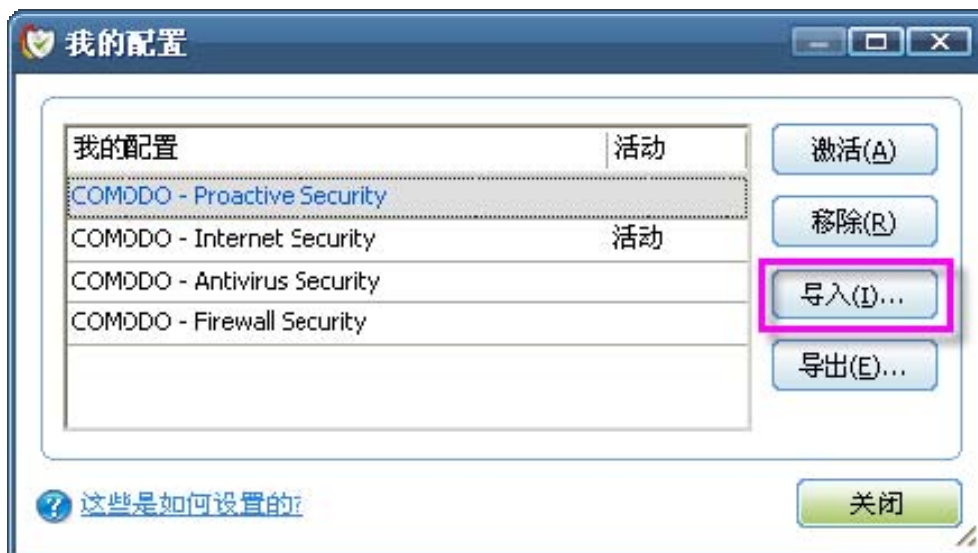 我的配置
我的配置 活动
COMODO - Proactive Security
COMODO - Internet Security 活动
COMODO - Antivirus Security
COMODO - Firewall Security
激活(A)
移除(R)
导入(I)...
导出(E)...
这些是如何设置的?
关闭